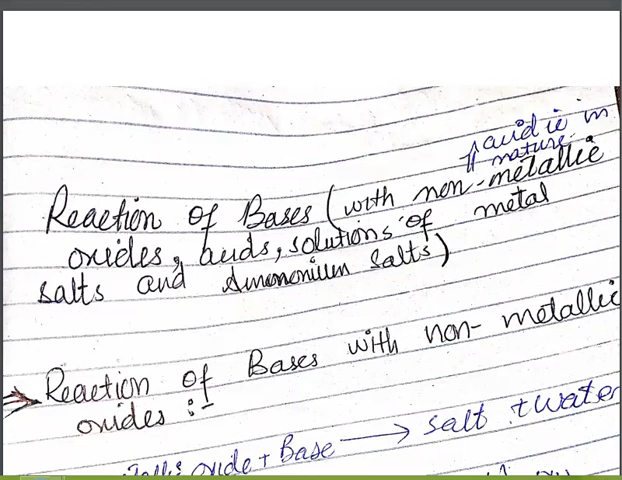 acidic in
nature.
Reaction of Bases (with non-metallic
oxides, acids, solutions of metal
salts and Ammonium salts)
Reaction of Bases with non-metallic
oxides :-
oxide + Base → salt + water